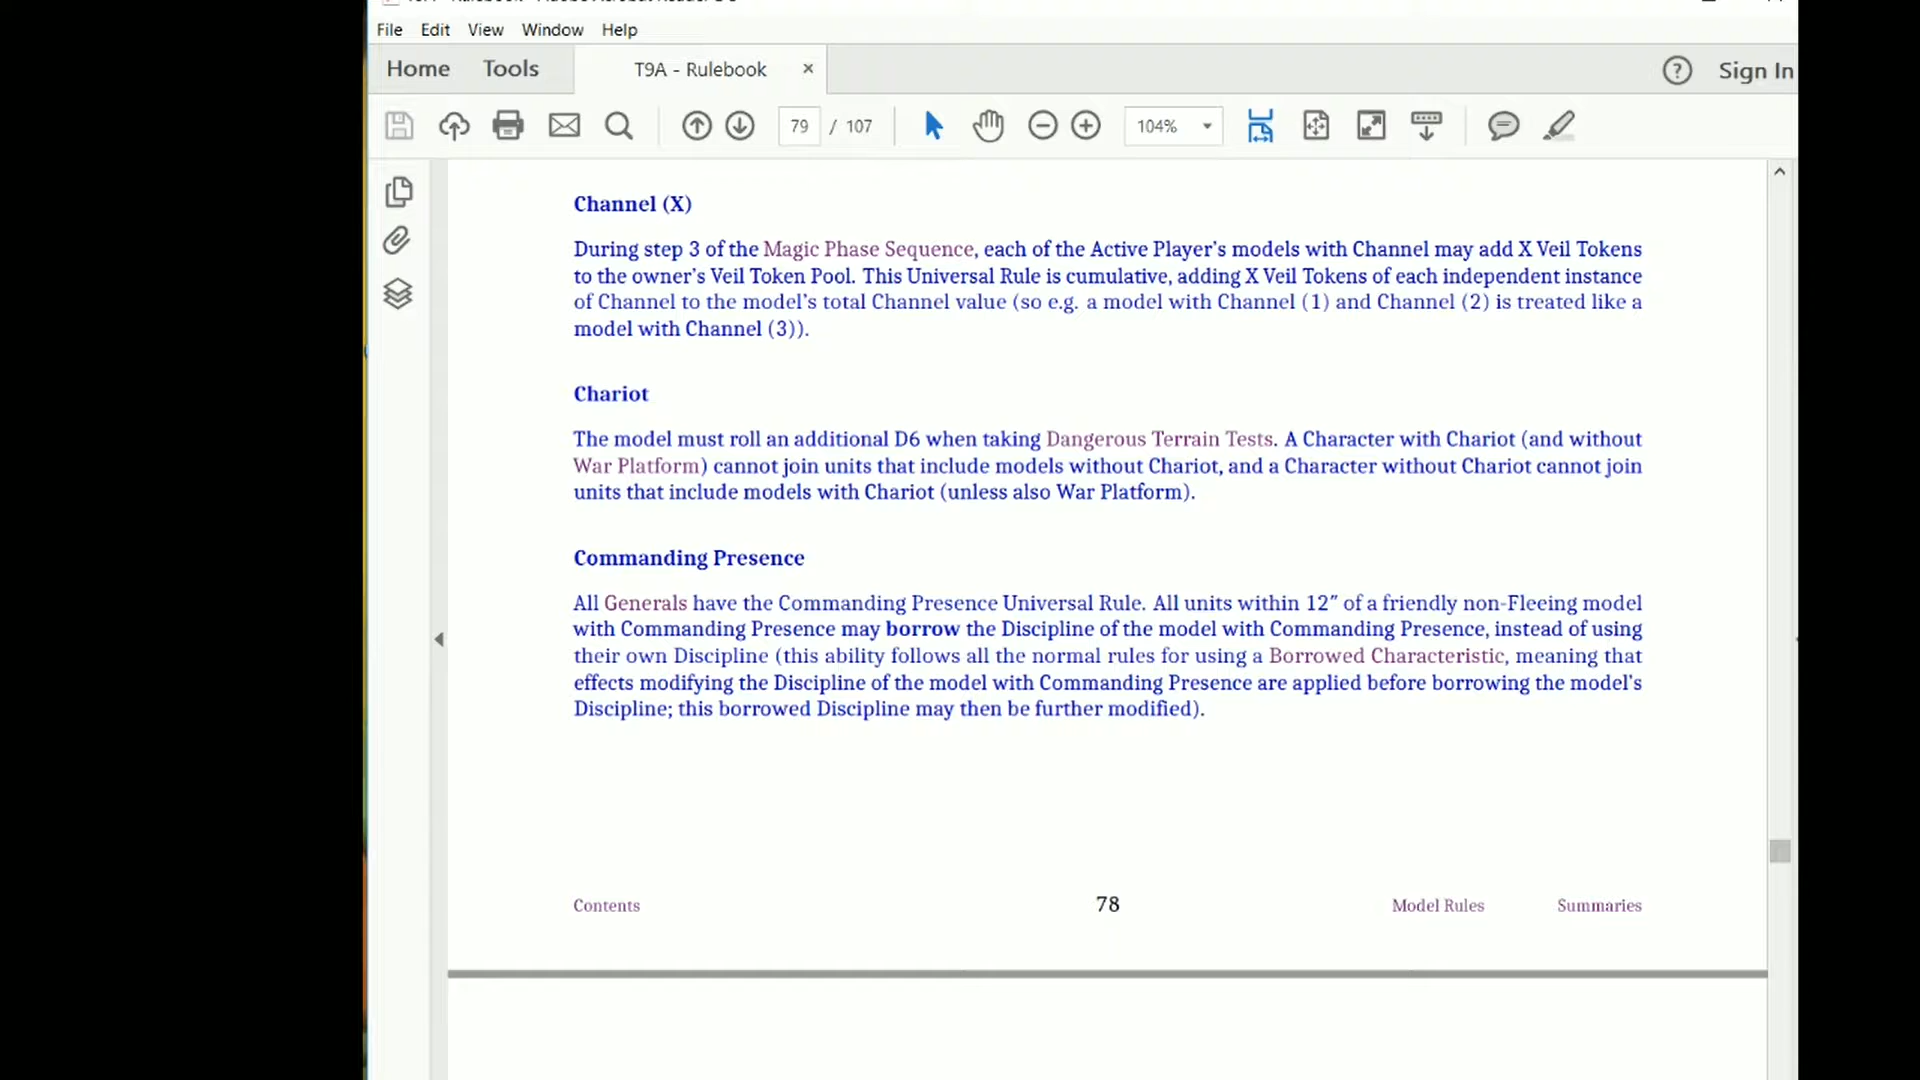 File Edit View Window Help
Home Tools T9A - Rulebook × ? Sign In
79 / 107 104%
Channel (X)
During step 3 of the Magic Phase Sequence, each of the Active Player’s models with Channel may add X Veil Tokens
to the owner’s Veil Token Pool. This Universal Rule is cumulative, adding X Veil Tokens of each independent instance
of Channel to the model’s total Channel value (so e.g. a model with Channel (1) and Channel (2) is treated like a
model with Channel (3)).
Chariot
The model must roll an additional D6 when taking Dangerous Terrain Tests. A Character with Chariot (and without
War Platform) cannot join units that include models without Chariot, and a Character without Chariot cannot join
units that include models with Chariot (unless also War Platform).
Commanding Presence
All Generals have the Commanding Presence Universal Rule. All units within 12″ of a friendly non-Fleeing model
with Commanding Presence may borrow the Discipline of the model with Commanding Presence, instead of using
their own Discipline (this ability follows all the normal rules for using a Borrowed Characteristic, meaning that
effects modifying the Discipline of the model with Commanding Presence are applied before borrowing the model’s
Discipline; this borrowed Discipline may then be further modified).
Contents 78 Model Rules Summaries